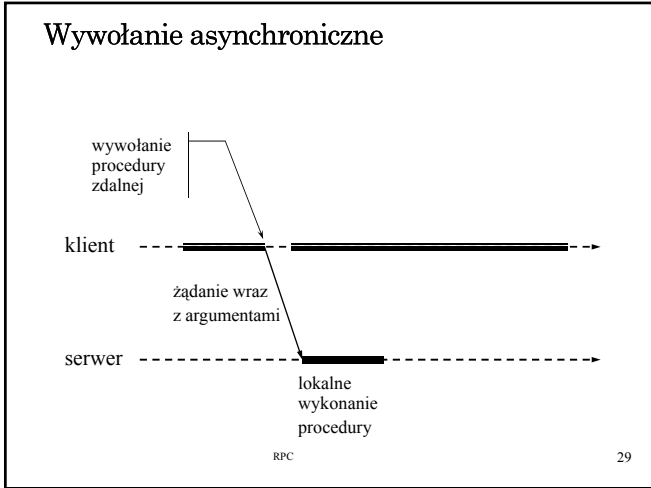 Wywołanie asynchroniczne
wywołanie
procedury
zdalnej
klient
żądanie wraz
z argumentami
serwer
lokalne
wykonanie
procedury
RPC
29